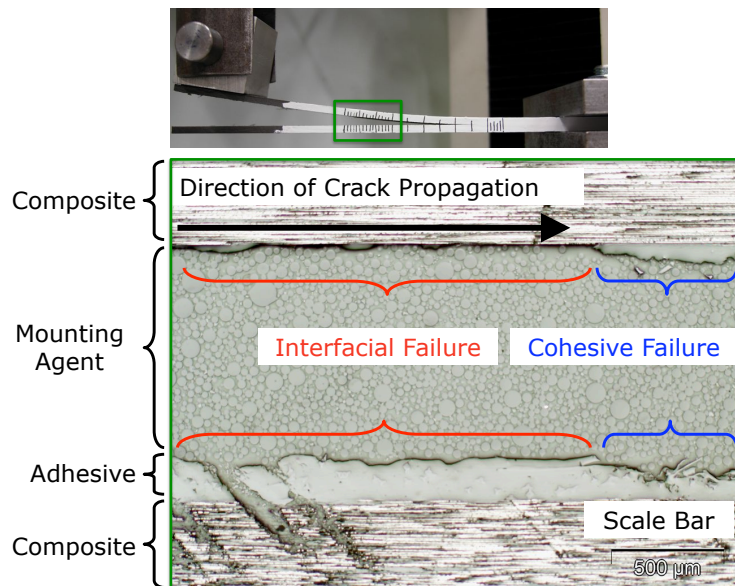 Composite
Direction of Crack Propagation
Mounting
Agent
Interfacial Failure
Cohesive Failure
Adhesive
Composite
Scale Bar
500 µm